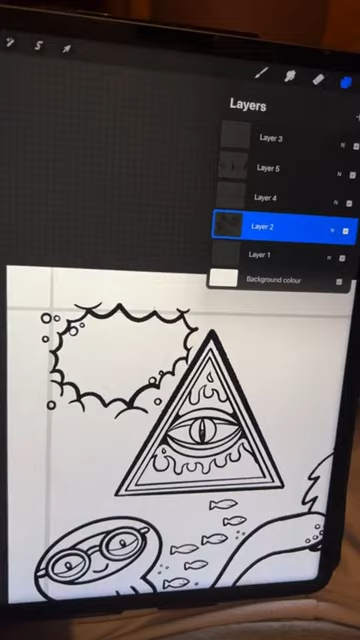 Layers
Layer 3
N
Layer 5
N
Layer 4
N
Layer 2
N
Layer 1
N
Background colour